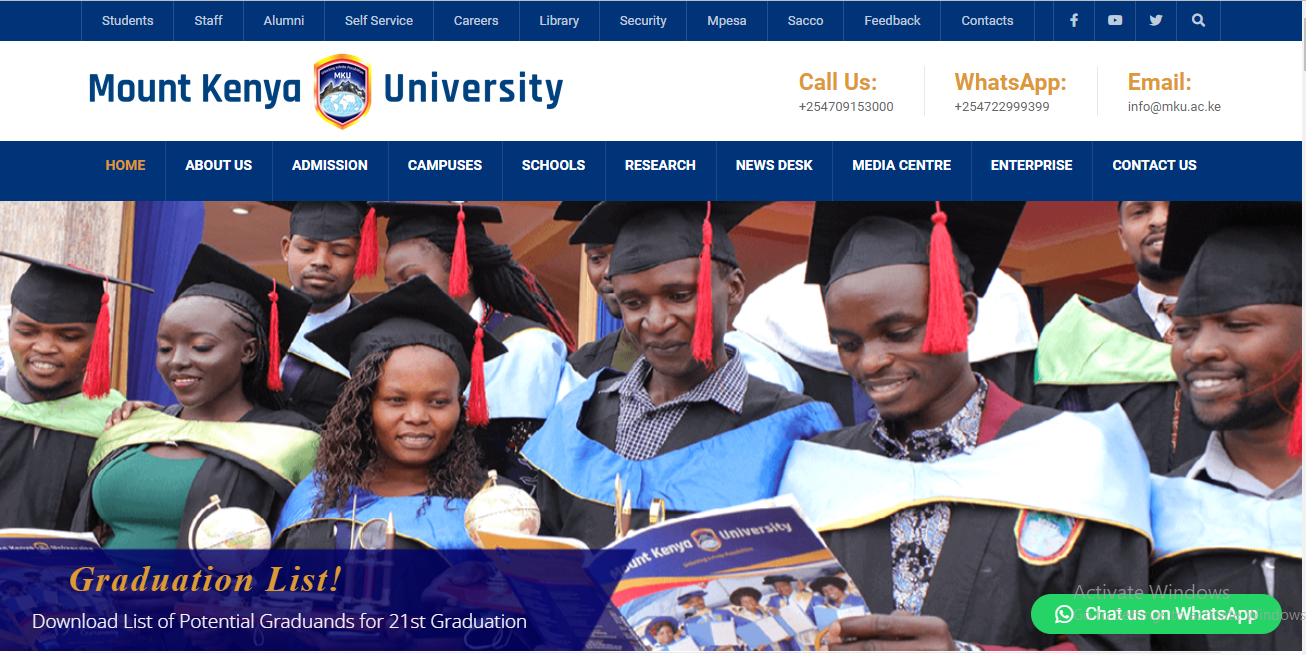 Students Staff Alumni Self Service Careers Library Security Mpesa Sacco Feedback Contacts
Mount Kenya MKU University
Call Us: WhatsApp: Email:
+254709153000 +254722999399 info@mku.ac.ke
HOME ABOUT US ADMISSION CAMPUSES SCHOOLS RESEARCH NEWS DESK MEDIA CENTRE ENTERPRISE CONTACT US
Mount Kenya University
Graduation List!
Download List of Potential Graduands for 21st Graduation
Activate Windows
Chat us on WhatsApp